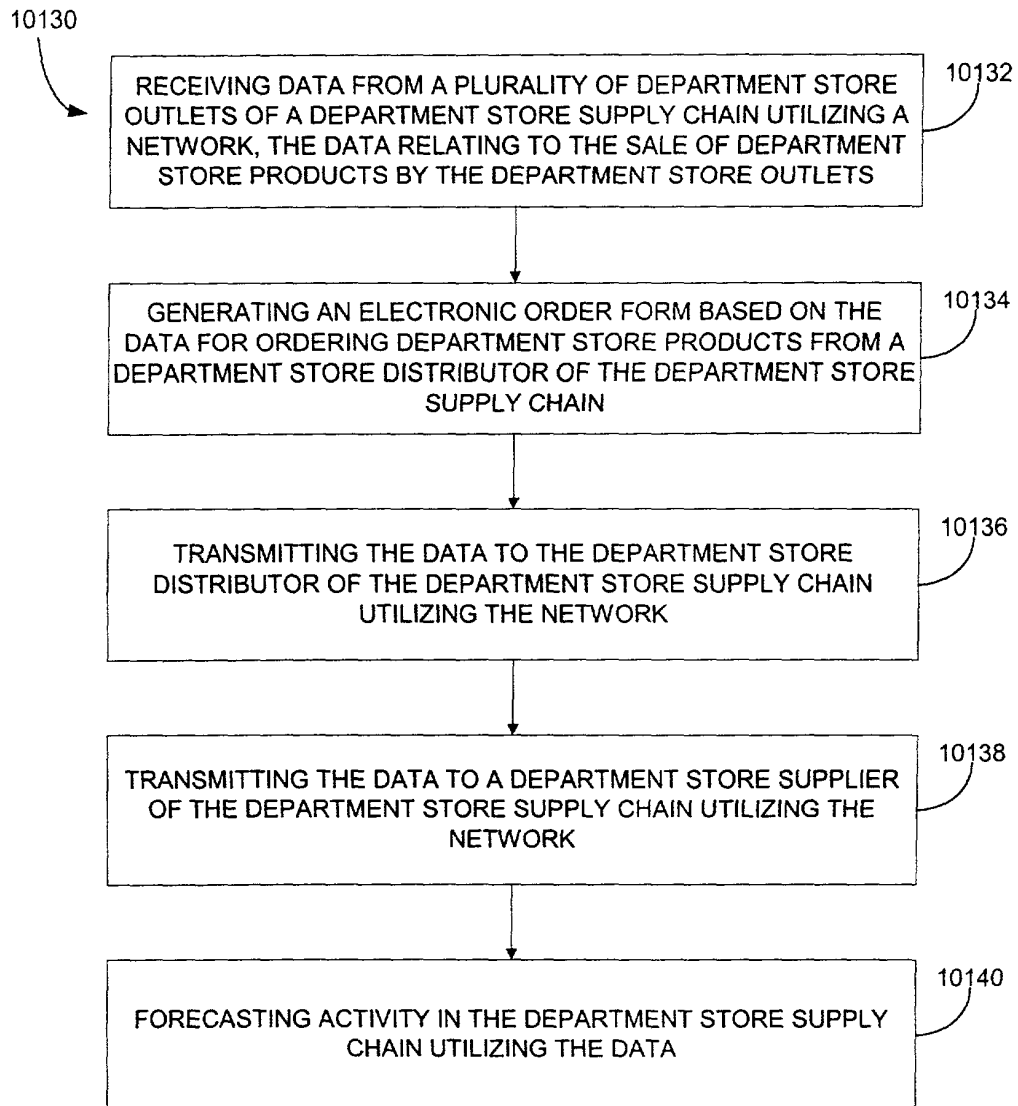 10130
RECEIVING DATA FROM A PLURALITY OF DEPARTMENT STORE
OUTLETS OF A DEPARTMENT STORE SUPPLY CHAIN UTILIZING A
NETWORK, THE DATA RELATING TO THE SALE OF DEPARTMENT
STORE PRODUCTS BY THE DEPARTMENT STORE OUTLETS
10132
GENERATING AN ELECTRONIC ORDER FORM BASED ON THE
DATA FOR ORDERING DEPARTMENT STORE PRODUCTS FROM A
DEPARTMENT STORE DISTRIBUTOR OF THE DEPARTMENT STORE
SUPPLY CHAIN
10134
TRANSMITTING THE DATA TO THE DEPARTMENT STORE
DISTRIBUTOR OF THE DEPARTMENT STORE SUPPLY CHAIN
UTILIZING THE NETWORK
10136
TRANSMITTING THE DATA TO A DEPARTMENT STORE SUPPLIER
OF THE DEPARTMENT STORE SUPPLY CHAIN UTILIZING THE
NETWORK
10138
FORECASTING ACTIVITY IN THE DEPARTMENT STORE SUPPLY
CHAIN UTILIZING THE DATA
10140